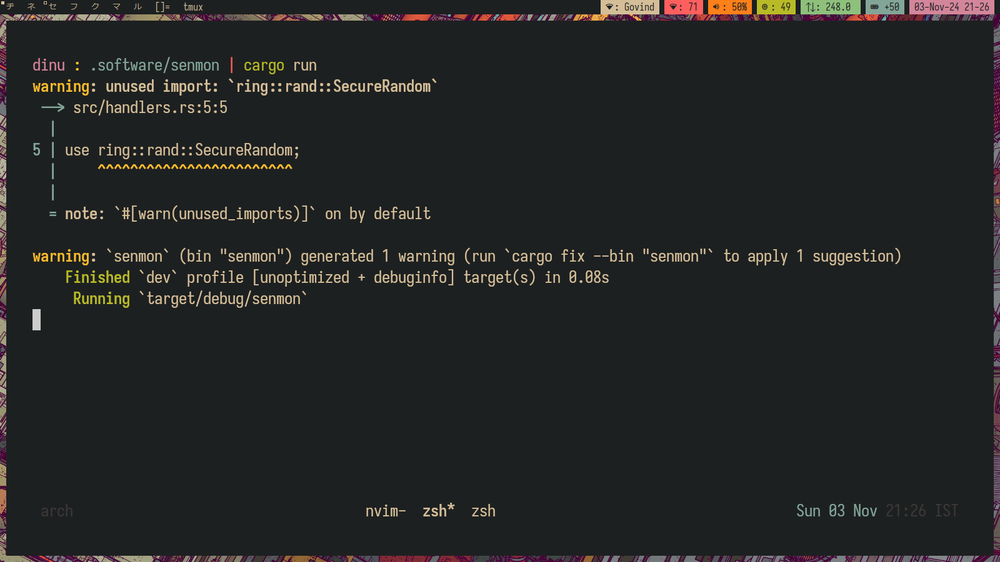 ヂ ネ セ フ ク マ ル []= tmux : Govind : 71 : 50% : 49 ↑↓: 248.0 +50 03-Nov-24 21-26
dinu : .software/senmon | cargo run
warning: unused import: `ring::rand::SecureRandom`
 --> src/handlers.rs:5:5
  |
5 | use ring::rand::SecureRandom;
  |     ^^^^^^^^^^^^^^^^^^^^^^^^
  |
  = note: `#[warn(unused_imports)]` on by default
warning: `senmon` (bin "senmon") generated 1 warning (run `cargo fix --bin "senmon"` to apply 1 suggestion)
    Finished `dev` profile [unoptimized + debuginfo] target(s) in 0.08s
     Running `target/debug/senmon`
arch nvim- zsh* zsh Sun 03 Nov 21:26 IST